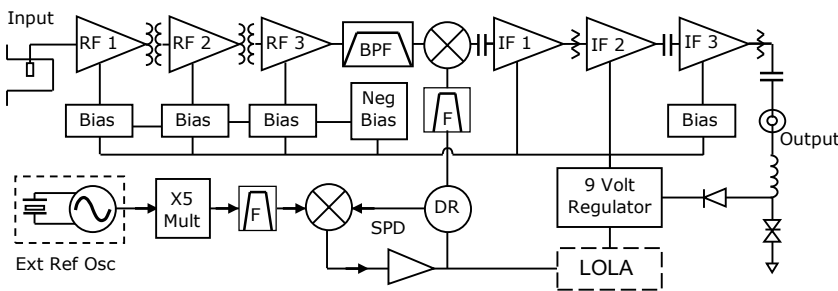 Input
RF 1
RF 2
RF 3
BPF
IF 1
IF 2
IF 3
Bias
Bias
Bias
Neg
Bias
F
Bias
Output
X5
Mult
F
SPD
DR
9 Volt
Regulator
Ext Ref Osc
LOLA